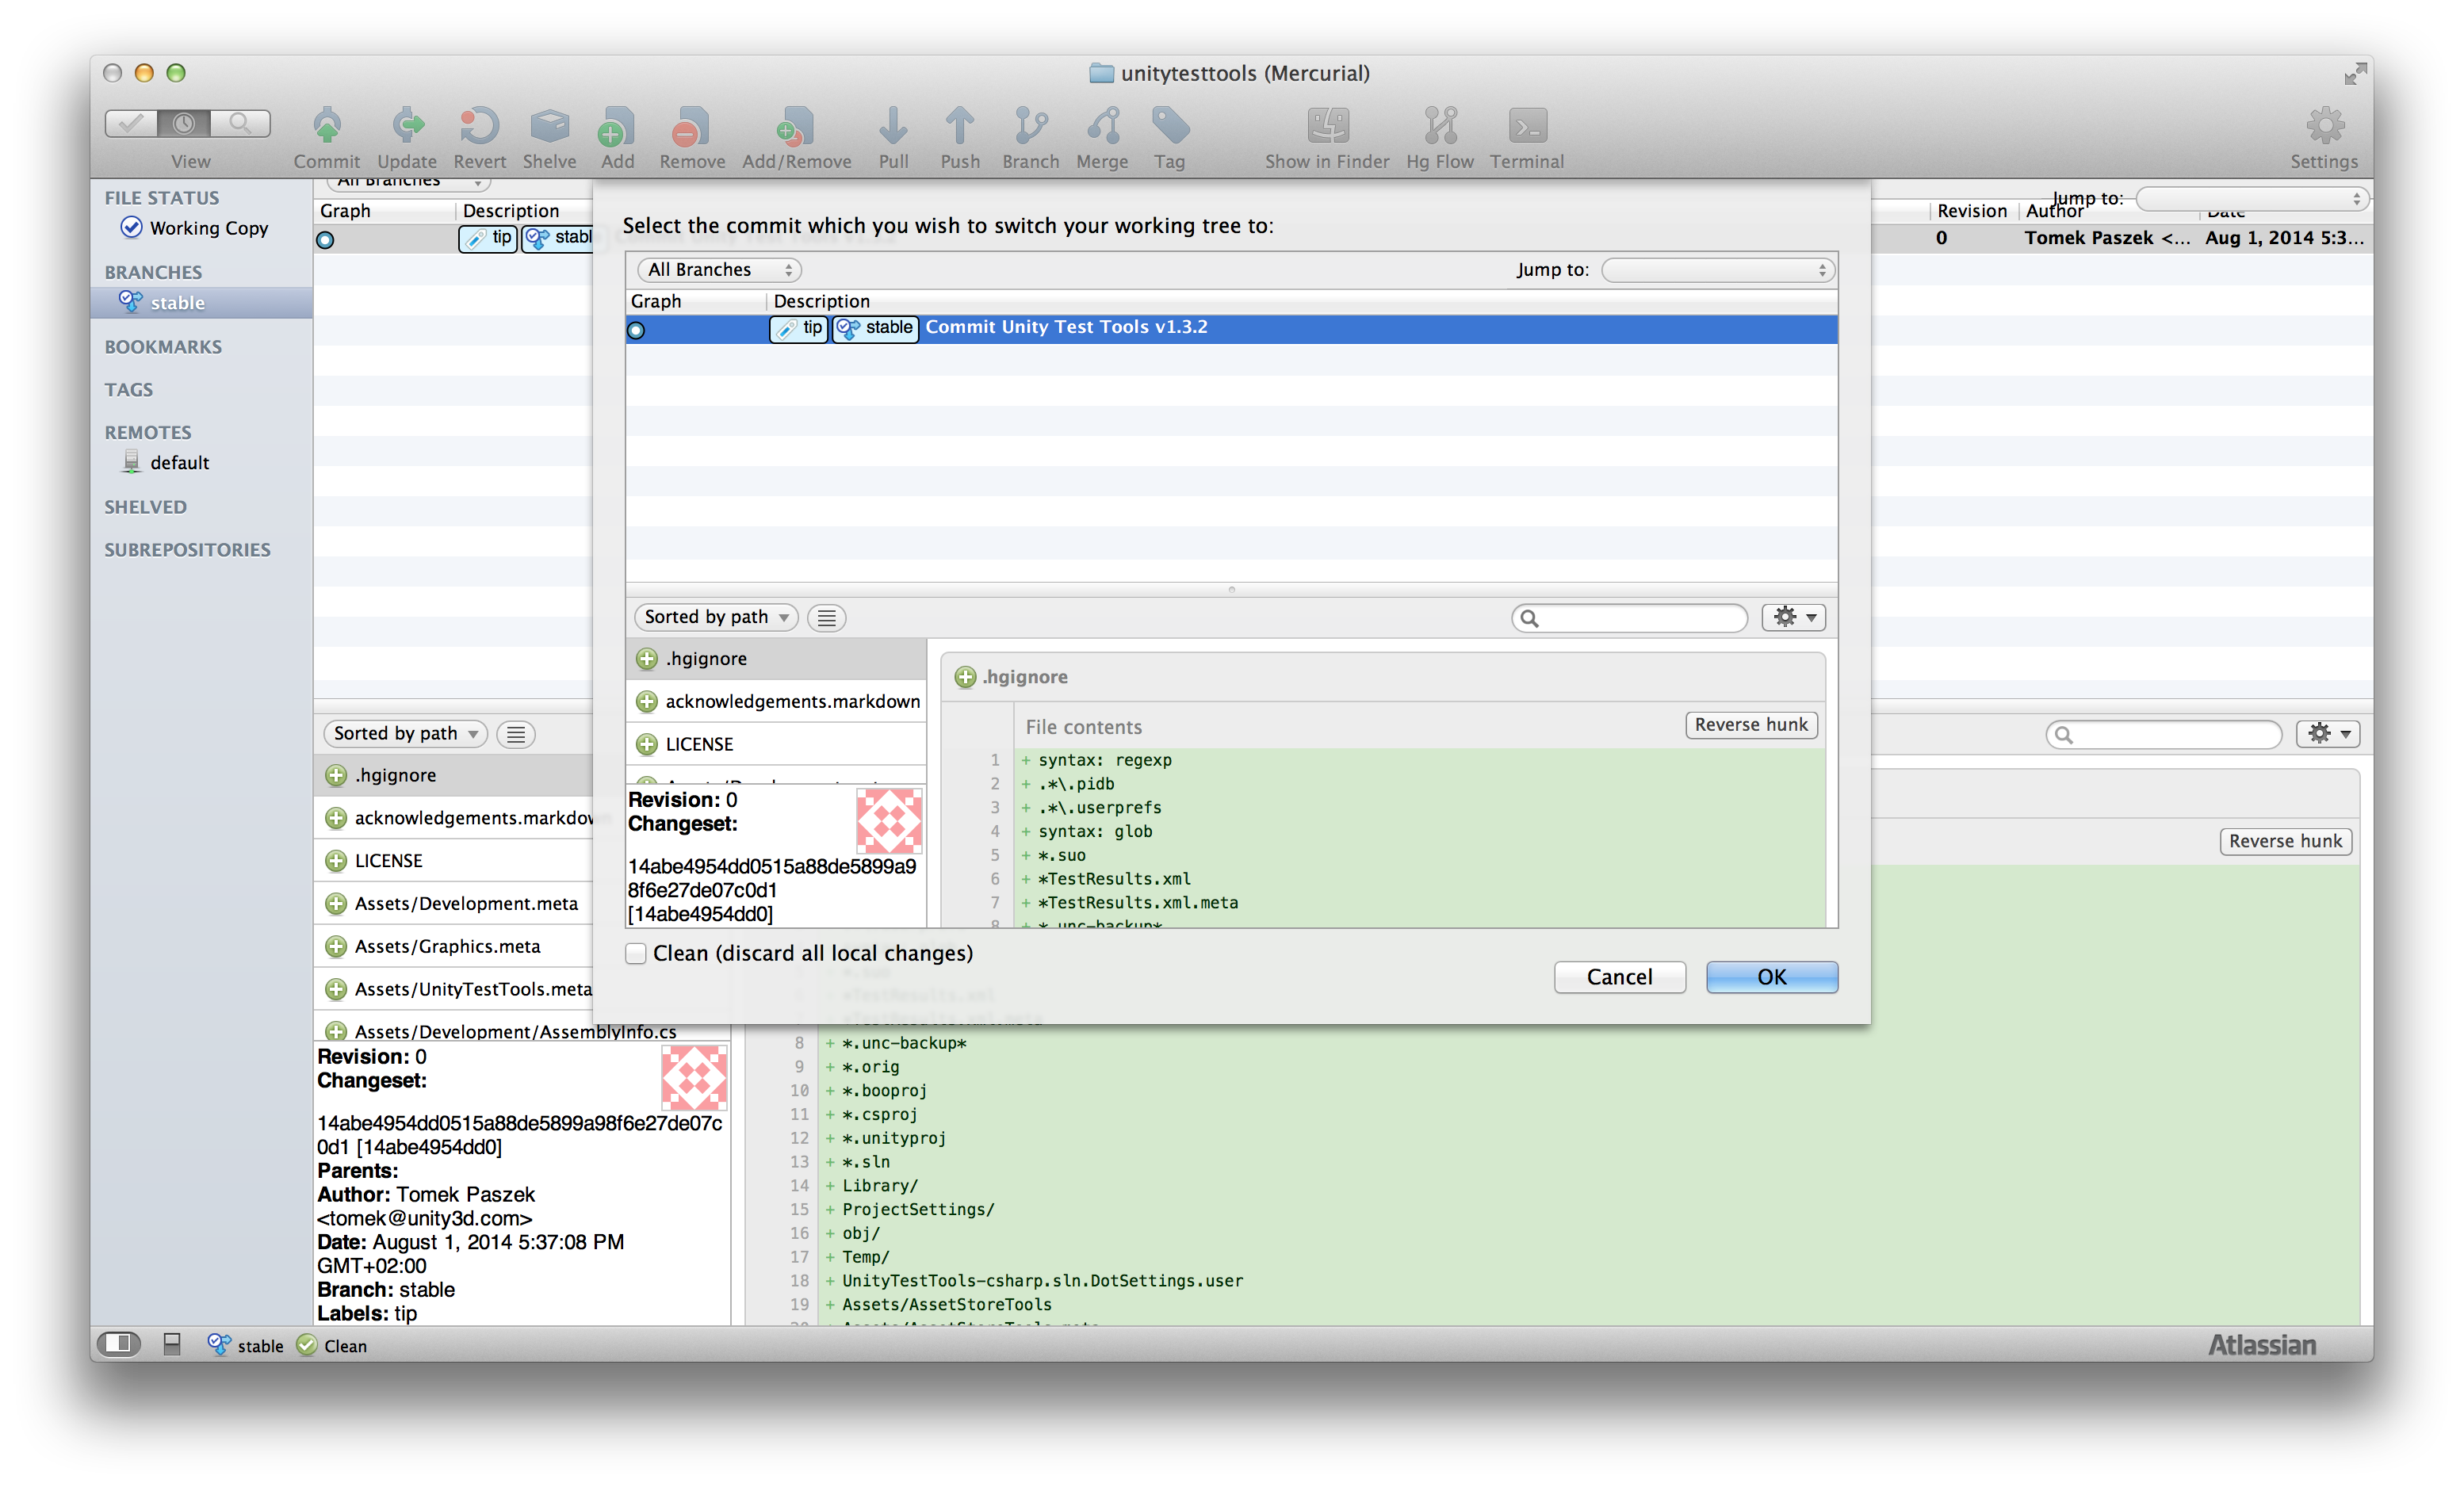 unitytesttools (Mercurial)
View
Commit
Update
Revert
Shelve
Add
Remove
Add/Remove
Pull
Push
Branch
Merge
Tag
Show in Finder
Hg Flow
Terminal
Settings
FILE STATUS
Working Copy
BRANCHES
stable
BOOKMARKS
TAGS
REMOTES
default
SHELVED
SUBREPOSITORIES
All Branches
Jump to:
Graph
Description
Revision
Author
Date
tip
stabl
0
Tomek Paszek <...
Aug 1, 2014 5:3...
Select the commit which you wish to switch your working tree to:
All Branches
Jump to:
Graph
Description
tip
stable
Commit Unity Test Tools v1.3.2
Sorted by path
.hgignore
acknowledgements.markdown
LICENSE
Revision: 0
Changeset:
14abe4954dd0515a88de5899a9
8f6e27de07c0d1
[14abe4954dd0]
.hgignore
File contents
Reverse hunk
1 + syntax: regexp
2 + .*\.pidb
3 + .*\.userprefs
4 + syntax: glob
5 + *.suo
6 + *TestResults.xml
7 + *TestResults.xml.meta
8 + *.unc-backup*
Clean (discard all local changes)
Cancel
OK
Sorted by path
.hgignore
acknowledgements.markdow
LICENSE
Assets/Development.meta
Assets/Graphics.meta
Assets/UnityTestTools.meta
Assets/Development/AssemblyInfo.cs
Revision: 0
Changeset:
14abe4954dd0515a88de5899a98f6e27de07c
0d1 [14abe4954dd0]
Parents:
Author: Tomek Paszek
<tomek@unity3d.com>
Date: August 1, 2014 5:37:08 PM
GMT+02:00
Branch: stable
Labels: tip
Reverse hunk
8 + *.unc-backup*
9 + *.orig
10 + *.booproj
11 + *.csproj
12 + *.unityproj
13 + *.sln
14 + Library/
15 + ProjectSettings/
16 + obj/
17 + Temp/
18 + UnityTestTools-csharp.sln.DotSettings.user
19 + Assets/AssetStoreTools
stable
Clean
Atlassian